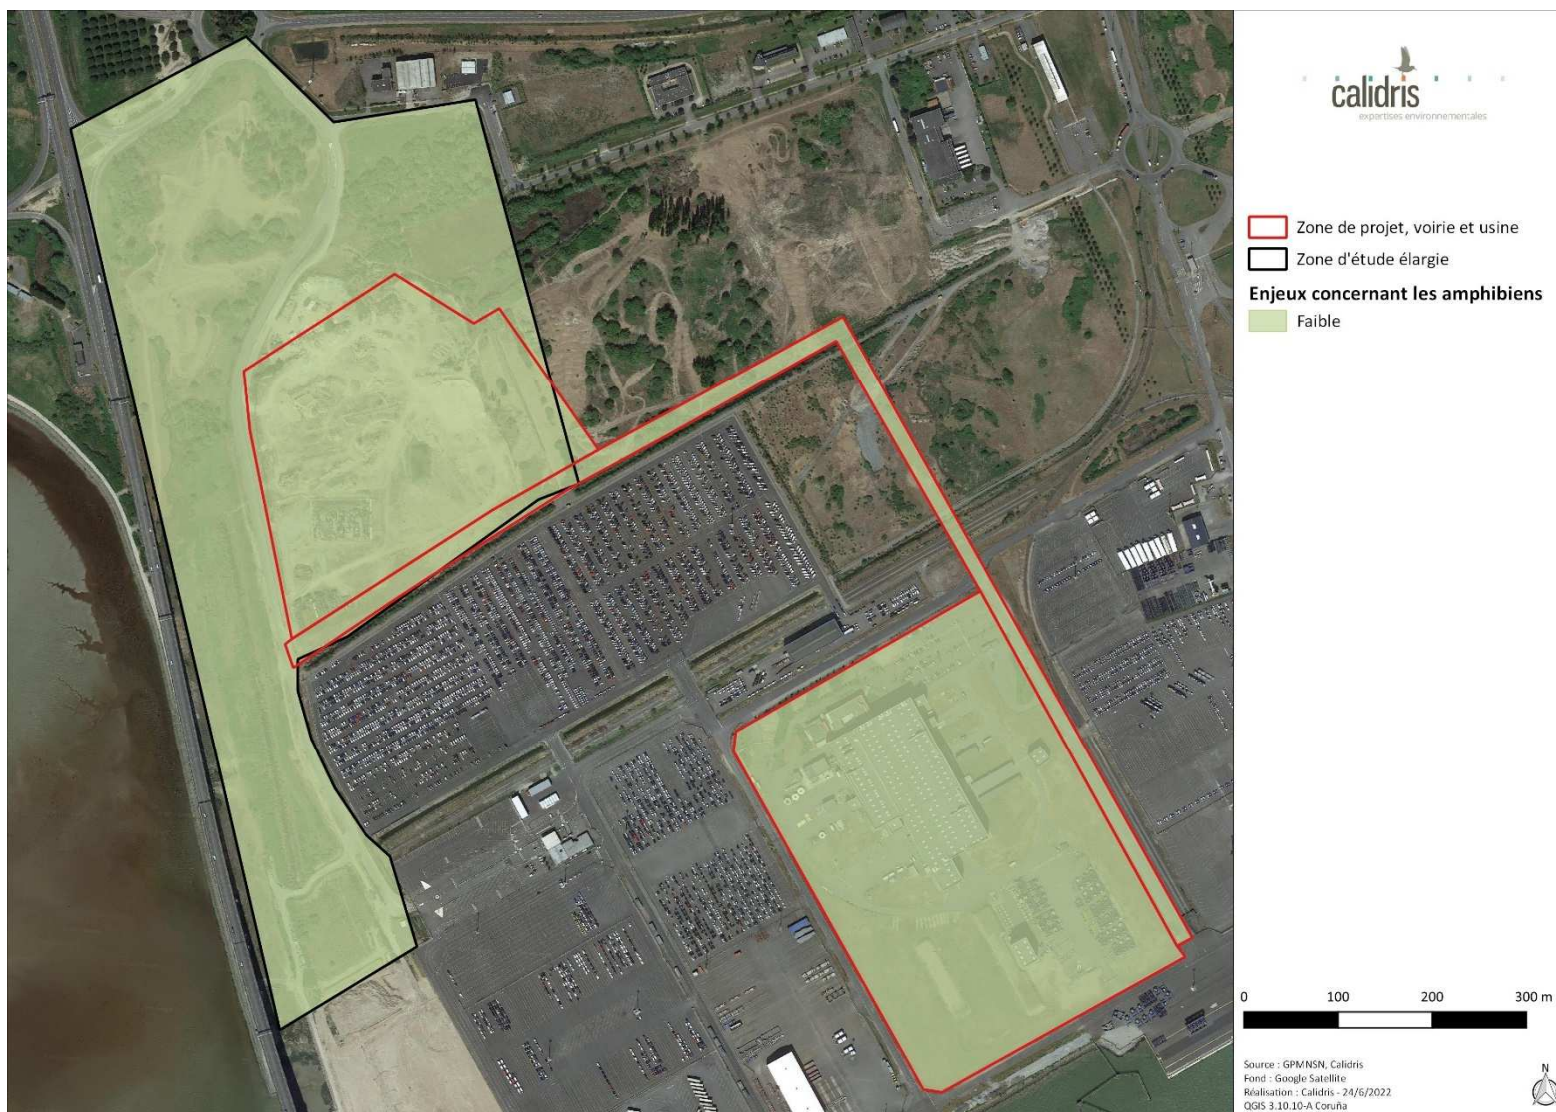 calidris
expertises environnementales
Zone de projet, voirie et usine
Zone d'étude élargie
Enjeux concernant les amphibiens
Faible
0 100 200 300 m
Source : GPMNSN, Calidris
Fond : Google Satellite
Réalisation : Calidris - 24/6/2022
QGIS 3.10.10-A Coruña
N